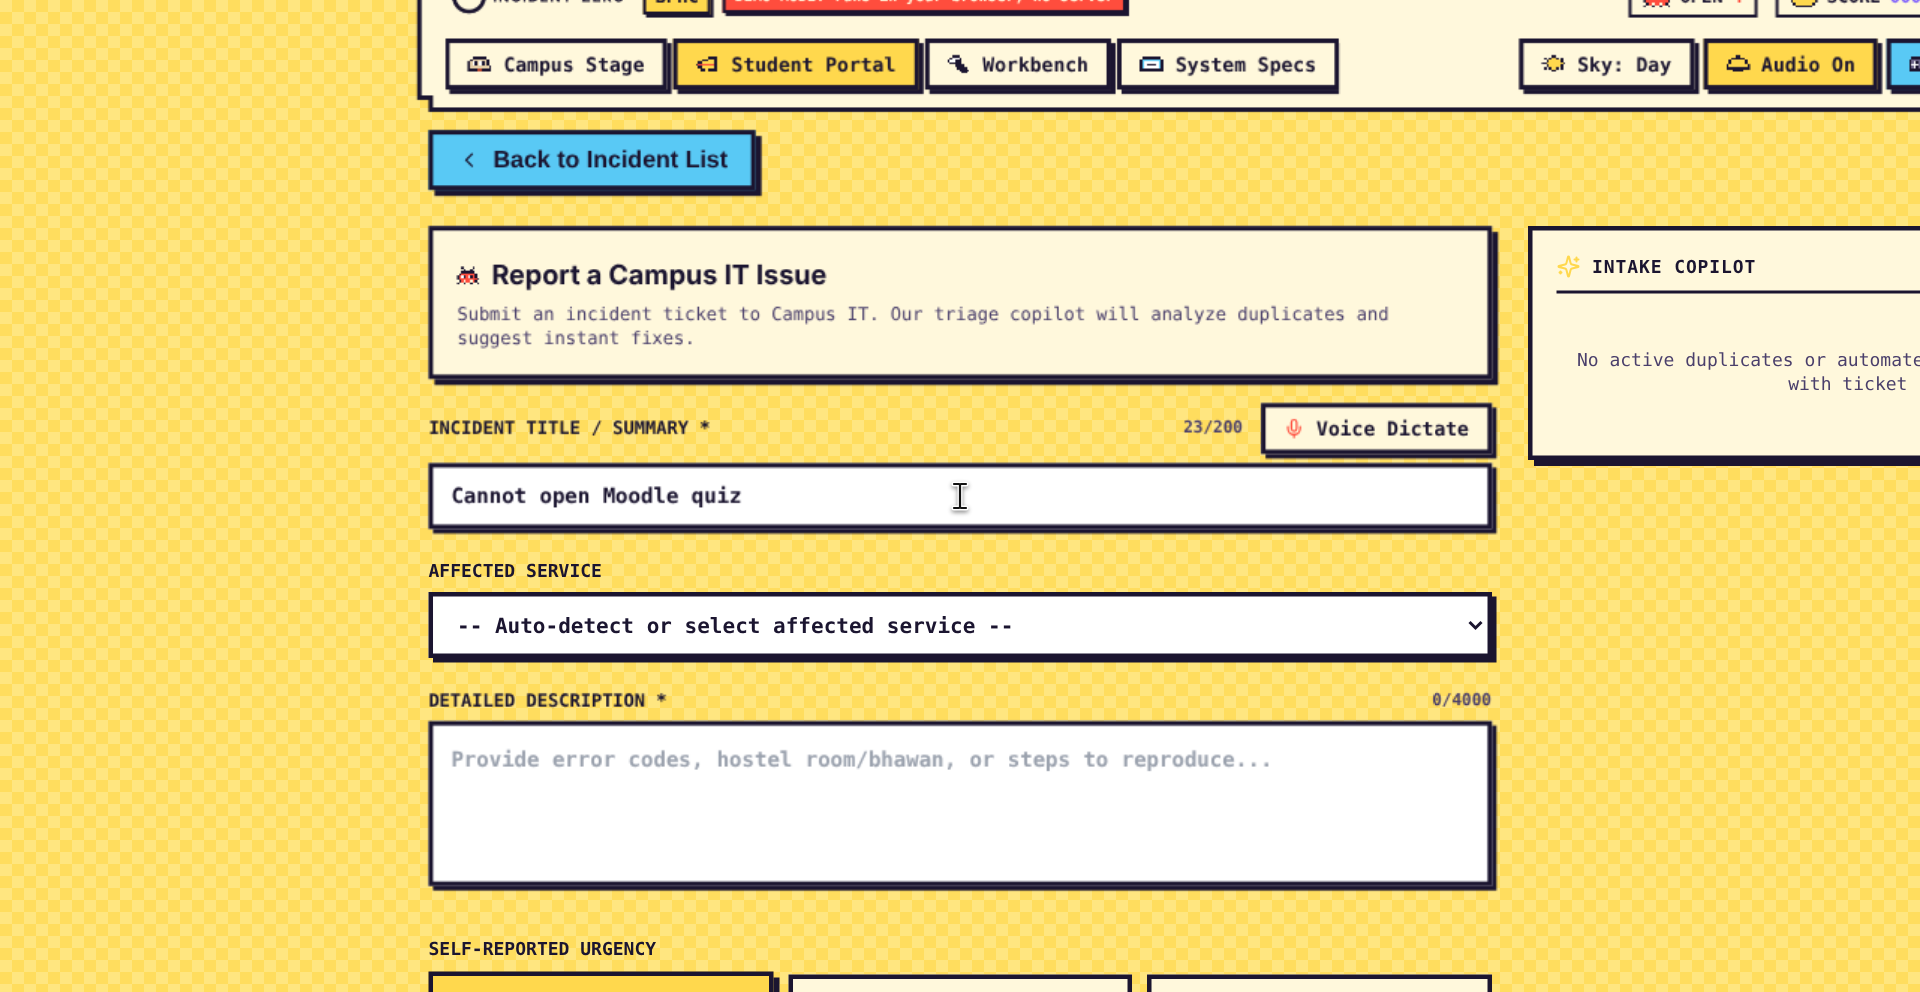 Campus Stage
Student Portal
Workbench
System Specs
Sky: Day
Audio On
Back to Incident List
Report a Campus IT Issue
Submit an incident ticket to Campus IT. Our triage copilot will analyze duplicates and
suggest instant fixes.
INTAKE COPILOT
No active duplicates or automate
with ticket
INCIDENT TITLE / SUMMARY *
23/200
Voice Dictate
Cannot open Moodle quiz
AFFECTED SERVICE
-- Auto-detect or select affected service --
DETAILED DESCRIPTION *
0/4000
Provide error codes, hostel room/bhawan, or steps to reproduce...
SELF-REPORTED URGENCY